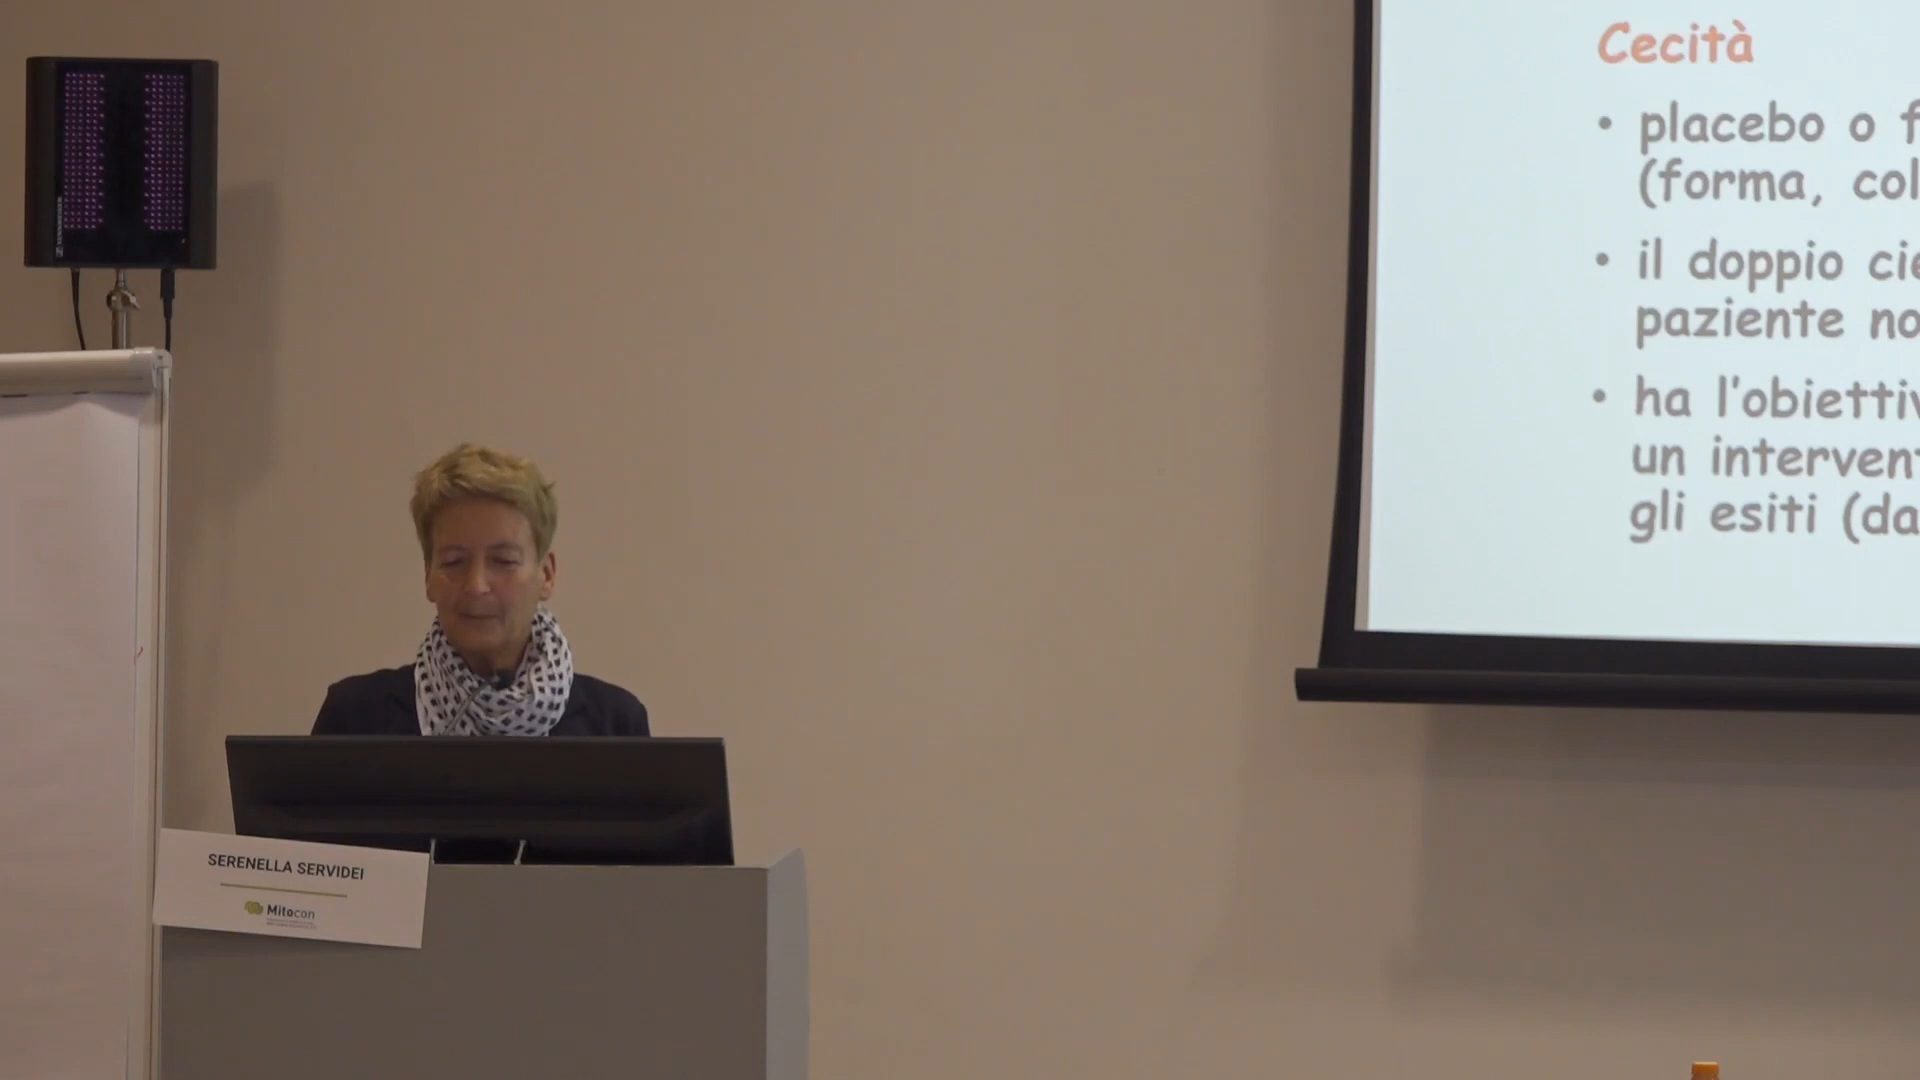 Cecità
• placebo o f
(forma, col
• il doppio cie
paziente no
• ha l'obiettiv
un intervent
gli esiti (da
SERENELLA SERVIDEI
Mitocon
SENNHEISER